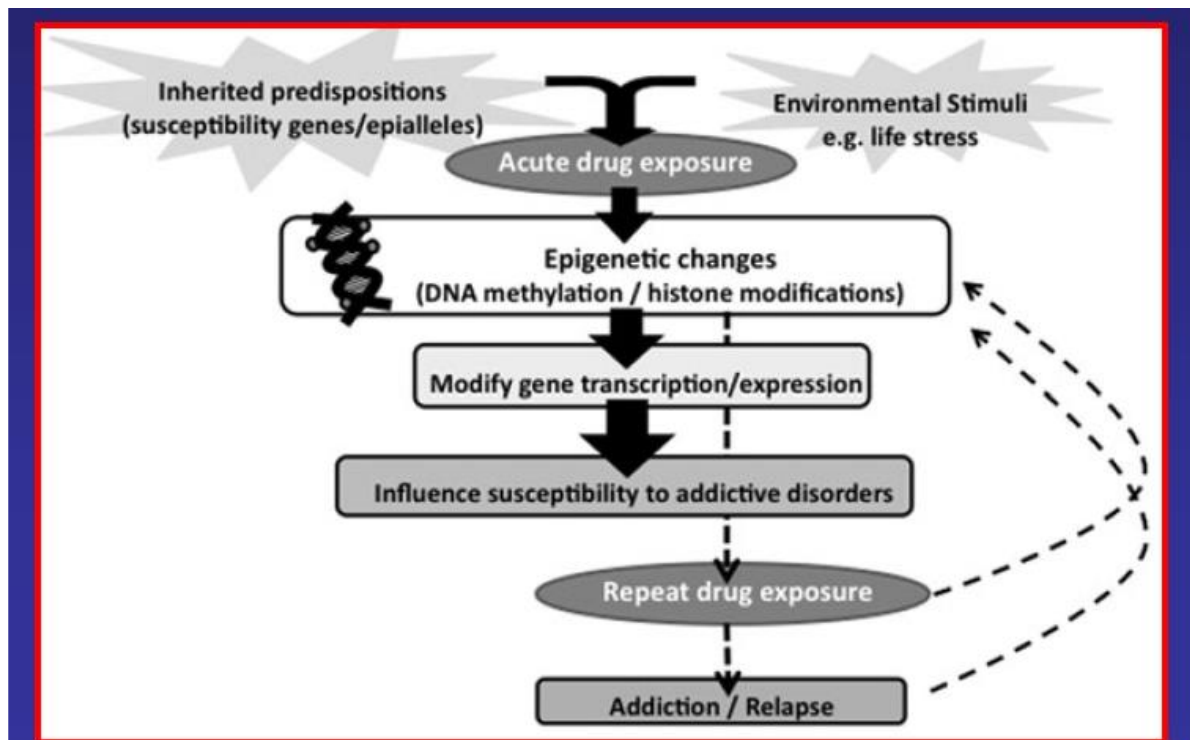 Inherited predispositions
(susceptibility genes/epialleles)
Environmental Stimuli
e.g. life stress
Acute drug exposure
Epigenetic changes
(DNA methylation / histone modifications)
Modify gene transcription/expression
Influence susceptibility to addictive disorders
Repeat drug exposure
Addiction / Relapse